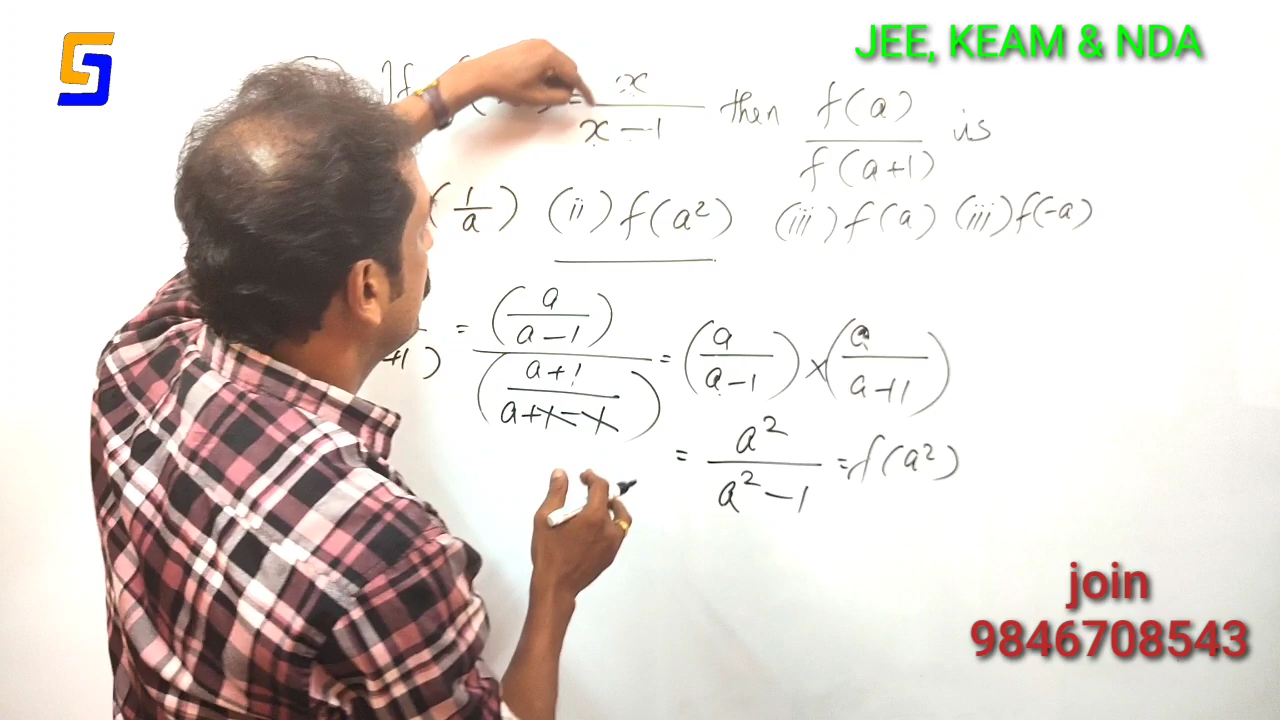 JEE, KEAM & NDA
If ( ) = x/(x-1) then f(a)/f(a+1) is
(1/a) (ii) f(a²) (iii) f(a) (iii) f(-a)
+1) = (a/(a-1))/((a+1)/(a+1-1)) = (a/(a-1)) × (a/(a+1))
= a²/(a²-1) = f(a²)
join
9846708543